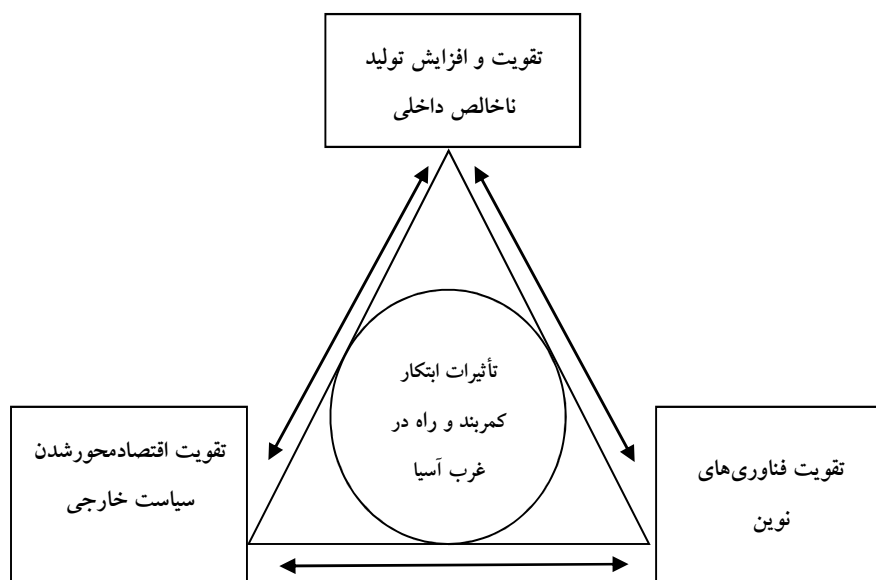 تقویت و افزایش تولید
ناخالص داخلی
تأثیرات ابتکار
کمربند و راه در
غرب آسیا
تقویت فناوری‌های
نوین
تقویت اقتصادمحورشدن
سیاست خارجی